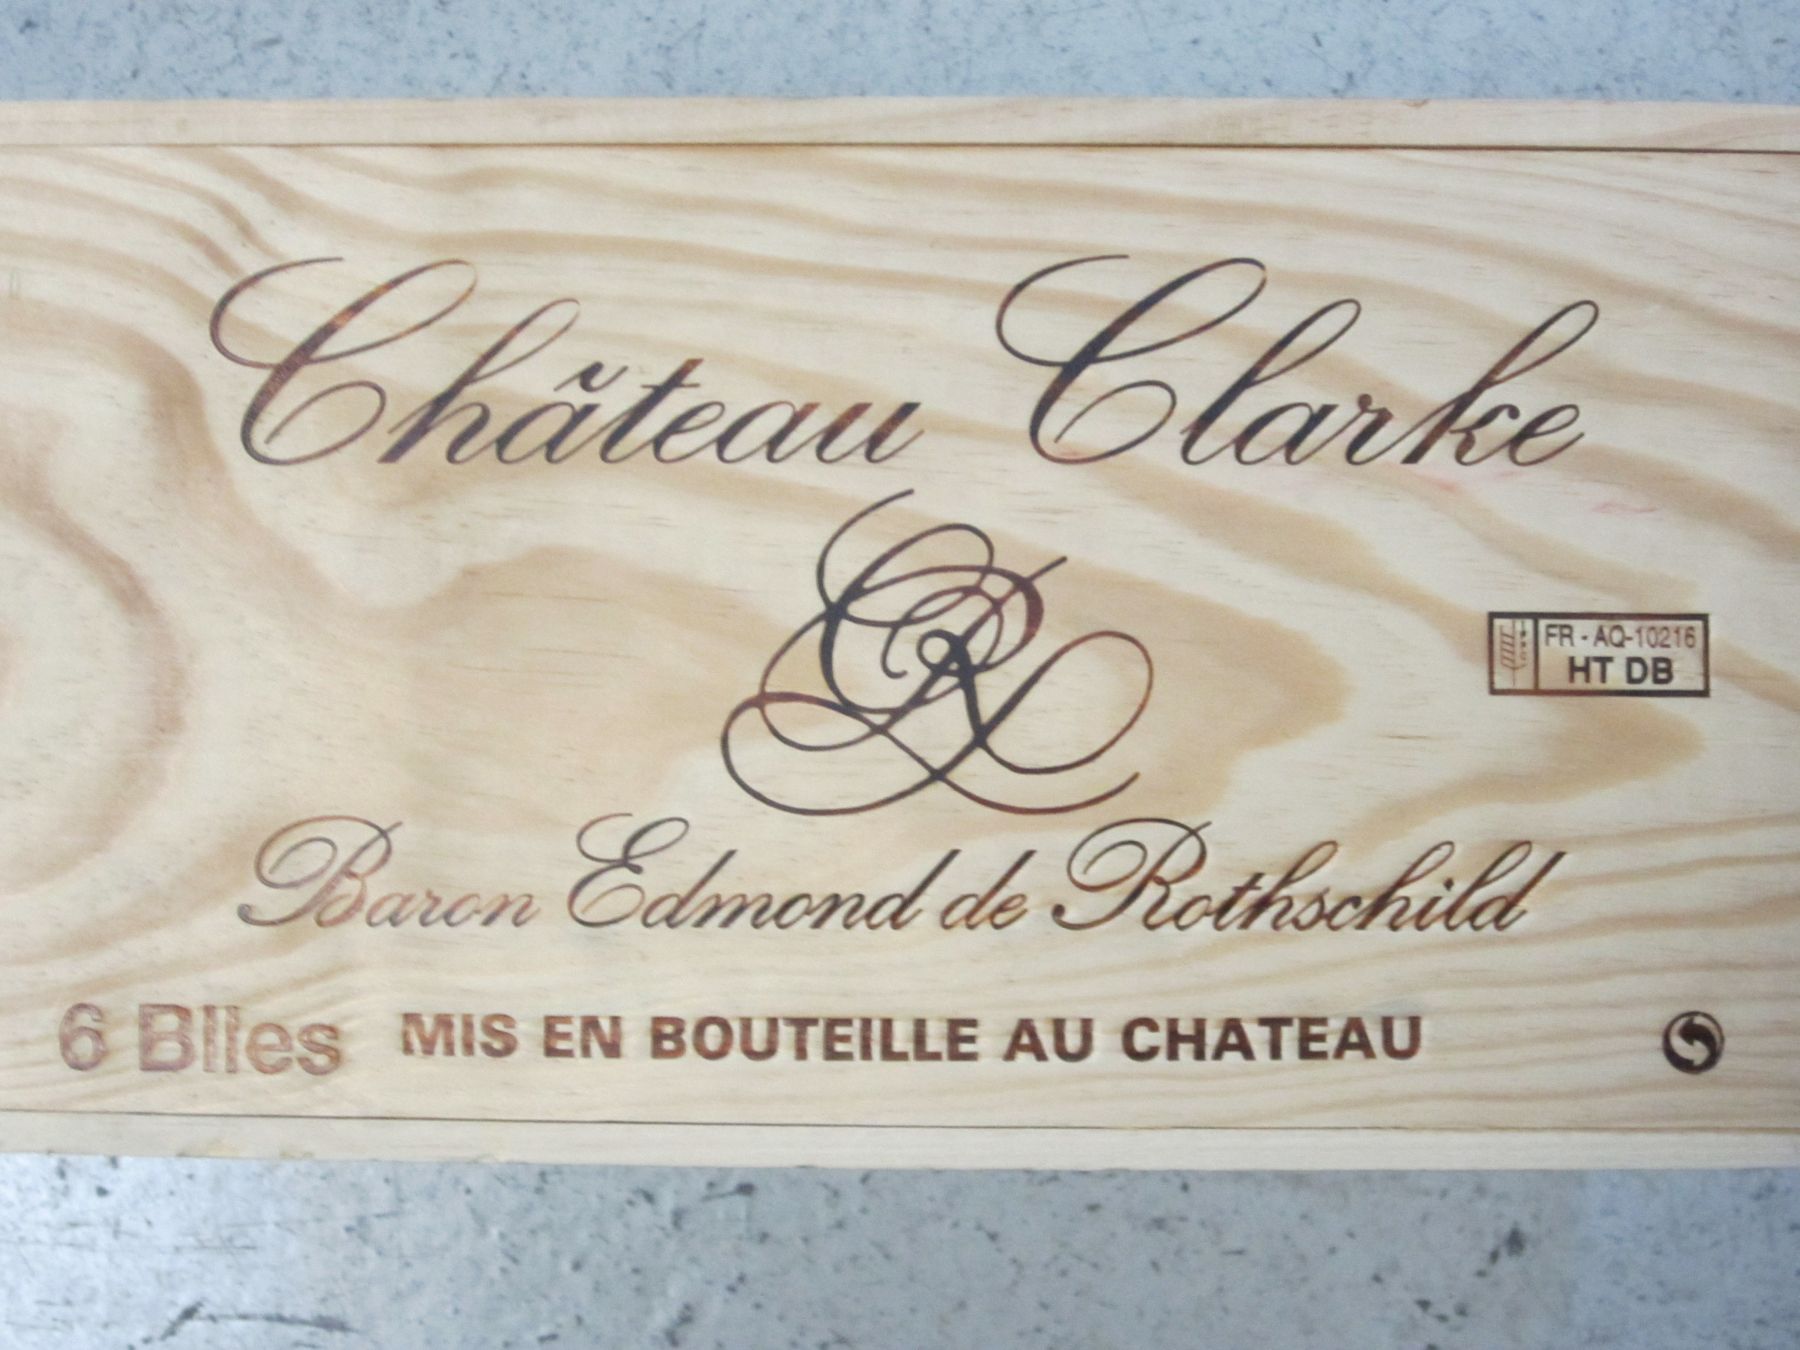 Château Clarke
FR - AQ-10216
HT DB
Baron Edmond de Rothschild
6 Blles MIS EN BOUTEILLE AU CHATEAU